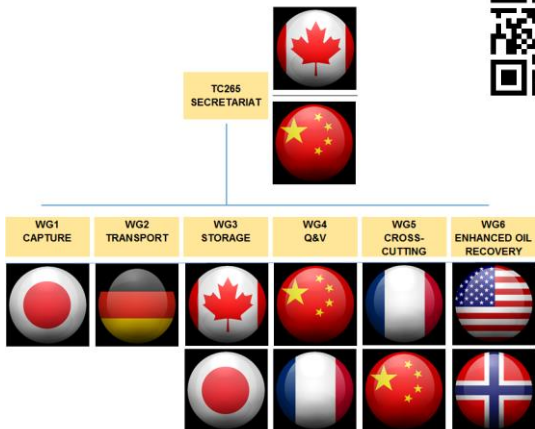 TC265
SECRETARIAT
WG1
CAPTURE
WG2
TRANSPORT
WG3
STORAGE
WG4
Q&V
WG5
CROSS-
CUTTING
WG6
ENHANCED OIL
RECOVERY